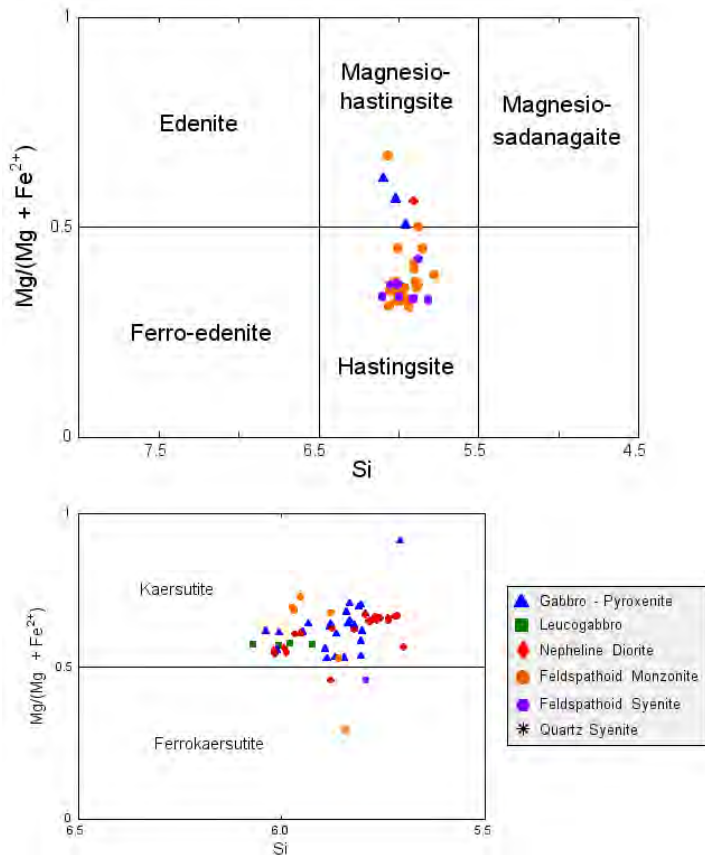 1
Magnesio-
hastingsite
Magnesio-
sadanagaite
Edenite
Mg/(Mg + Fe2+)
0.5
Ferro-edenite
Hastingsite
0
7.5 6.5 5.5 4.5
Si
1
Kaersutite
Mg/(Mg + Fe2+)
0.5
Ferrokaersutite
0
6.5 6.0 5.5
Si
Gabbro - Pyroxenite
Leucogabbro
Nepheline Diorite
Feldspathoid Monzonite
Feldspathoid Syenite
Quartz Syenite